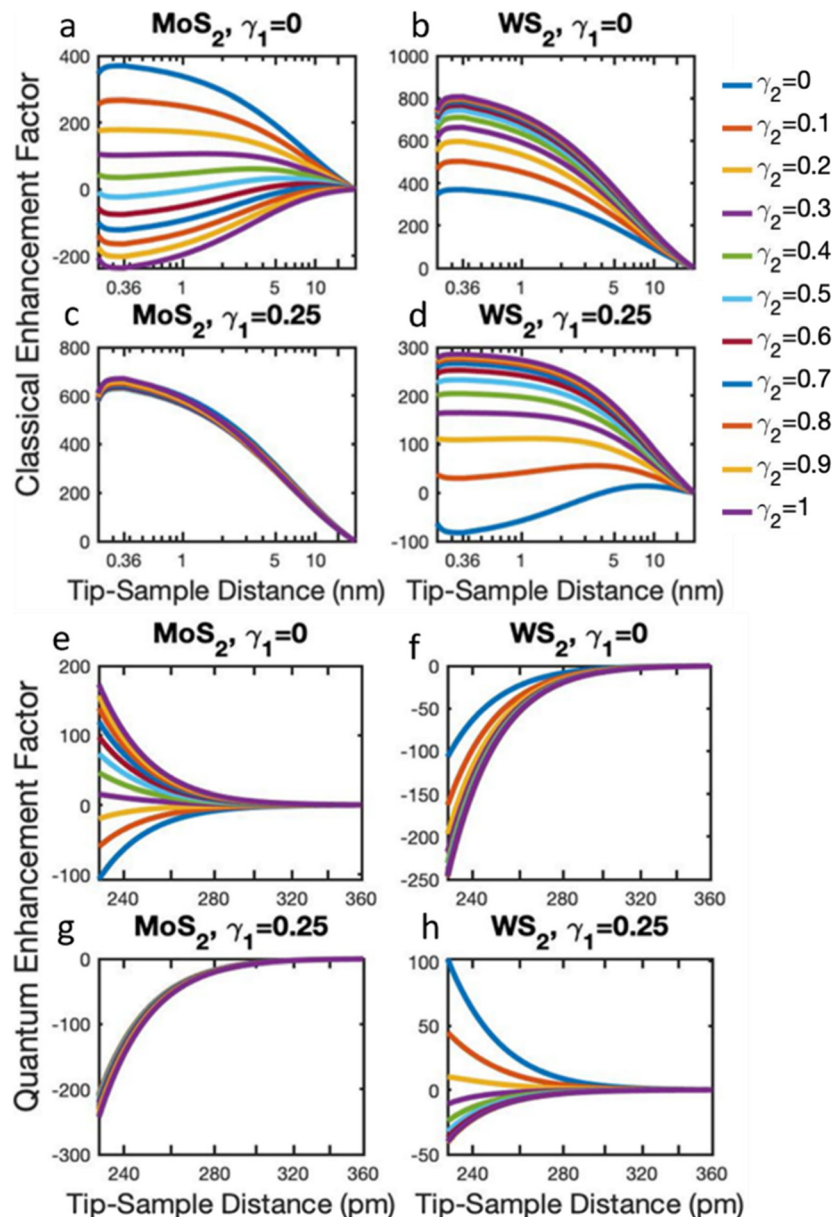 a MoS₂, γ₁=0
b WS₂, γ₁=0
400
200
0
-200
0.36 1 5 10
1000
800
600
400
200
0
0.36 1 5 10
γ₂=0
γ₂=0.1
γ₂=0.2
γ₂=0.3
γ₂=0.4
γ₂=0.5
γ₂=0.6
γ₂=0.7
γ₂=0.8
γ₂=0.9
γ₂=1
Classical Enhancement Factor
c MoS₂, γ₁=0.25
d WS₂, γ₁=0.25
800
600
400
200
0
0.36 1 5 10
300
200
100
0
-100
0.36 1 5 10
Tip-Sample Distance (nm)
Tip-Sample Distance (nm)
e MoS₂, γ₁=0
f WS₂, γ₁=0
200
100
0
-100
240 280 320 360
0
-50
-100
-150
-200
-250
240 280 320 360
Quantum Enhancement Factor
g MoS₂, γ₁=0.25
h WS₂, γ₁=0.25
0
-100
-200
-300
240 280 320 360
100
50
0
-50
240 280 320 360
Tip-Sample Distance (pm)
Tip-Sample Distance (pm)